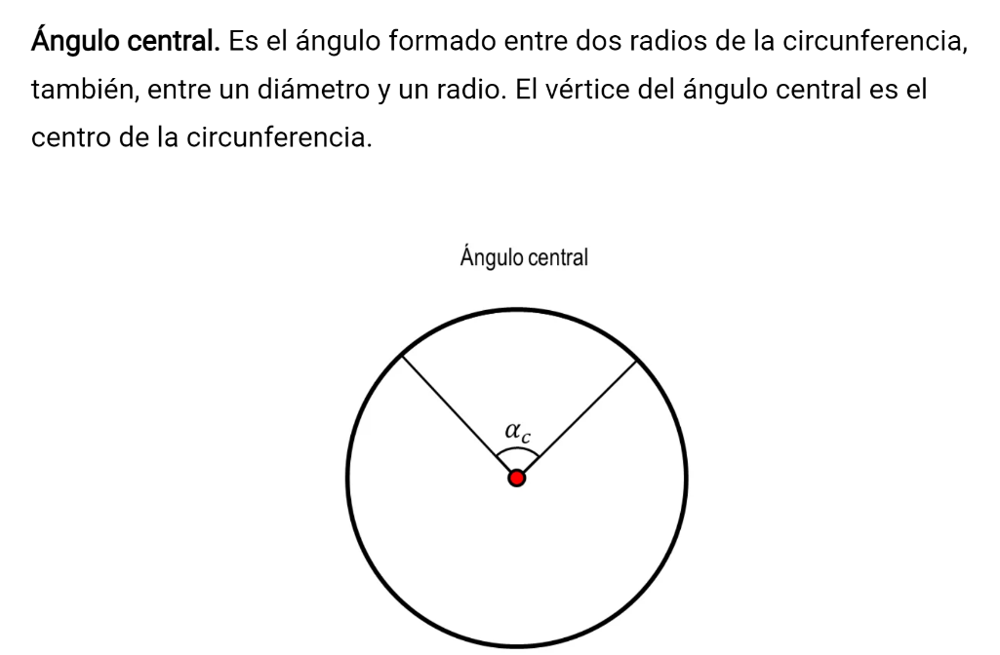 Ángulo central. Es el ángulo formado entre dos radios de la circunferencia,
también, entre un diámetro y un radio. El vértice del ángulo central es el
centro de la circunferencia.
Ángulo central
α_c